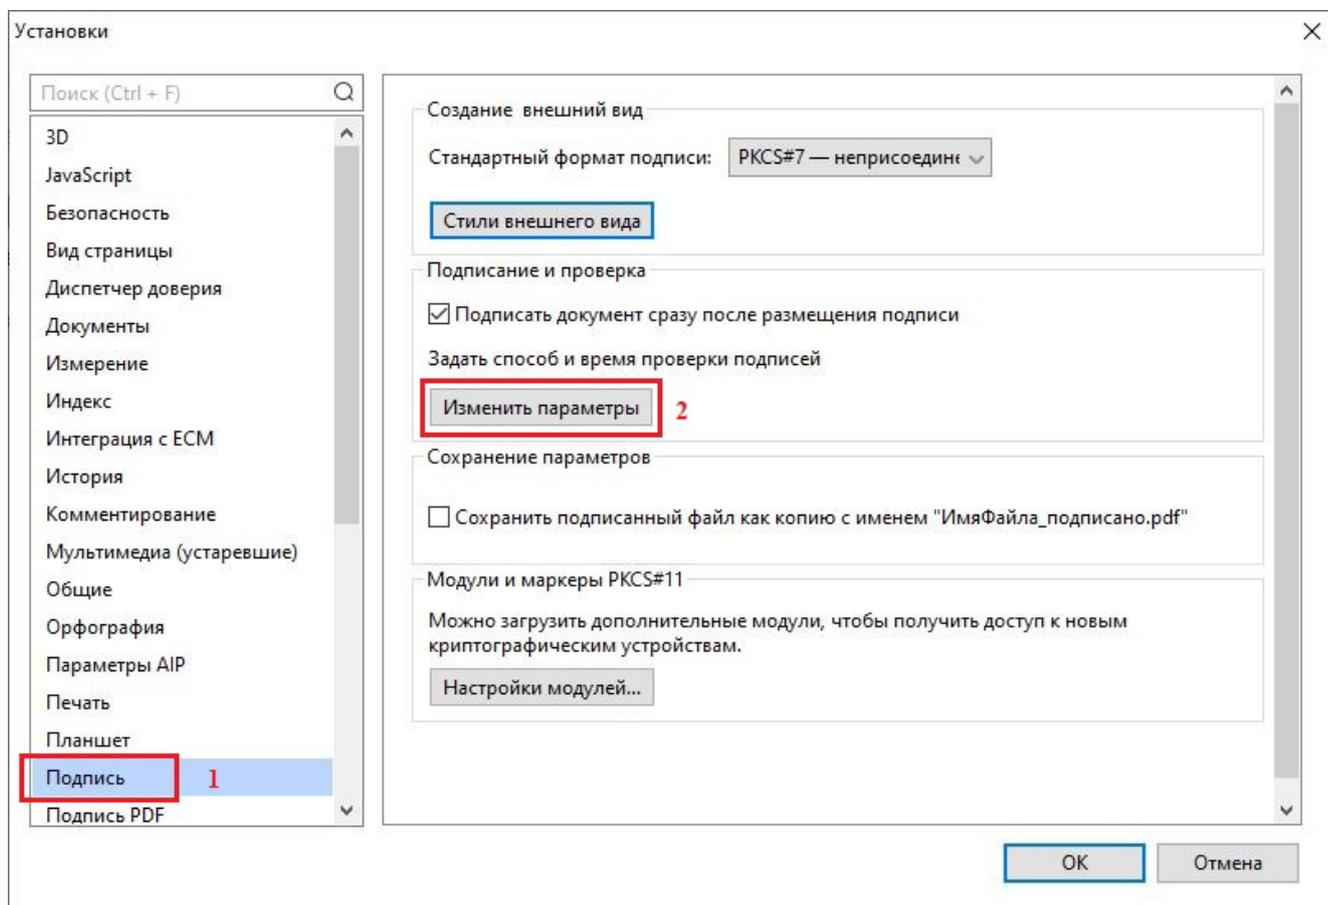 Установки
Поиск (Ctrl + F)
3D
JavaScript
Безопасность
Вид страницы
Диспетчер доверия
Документы
Измерение
Индекс
Интеграция с ECM
История
Комментирование
Мультимедиа (устаревшие)
Общие
Орфография
Параметры AIP
Печать
Планшет
Подпись 1
Подпись PDF
Создание внешний вид
Стандартный формат подписи: PKCS#7 — неприсоедине
Стили внешнего вида
Подписание и проверка
Подписать документ сразу после размещения подписи
Задать способ и время проверки подписей
Изменить параметры 2
Сохранение параметров
Сохранить подписанный файл как копию с именем "ИмяФайла_подписано.pdf"
Модули и маркеры PKCS#11
Можно загрузить дополнительные модули, чтобы получить доступ к новым
криптографическим устройствам.
Настройки модулей...
ОК Отмена